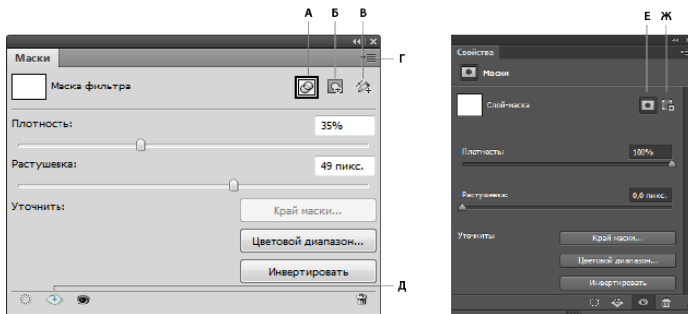 А Б В
Маски
Г
Маска фильтра
Плотность:
35%
Растушевка:
49 пикс.
Уточнить:
Край маски...
Цветовой диапазон...
Инвертировать
Д
Е Ж
Свойства
Маски
Слой-маска
Плотность:
100%
Растушевка:
0,0 пикс.
Уточнить:
Край маски...
Цветовой диапазон...
Инвертировать